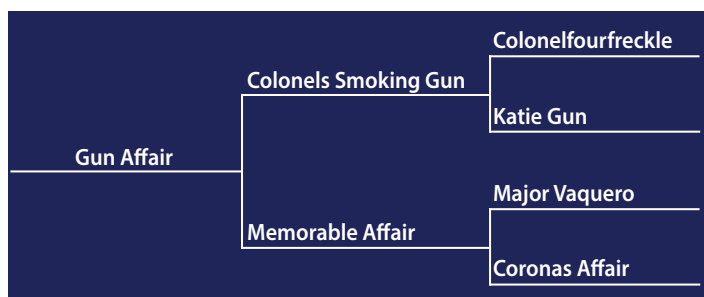 Colonelfourfreckle
Colonels Smoking Gun
Katie Gun
Gun Affair
Major Vaquero
Memorable Affair
Coronas Affair